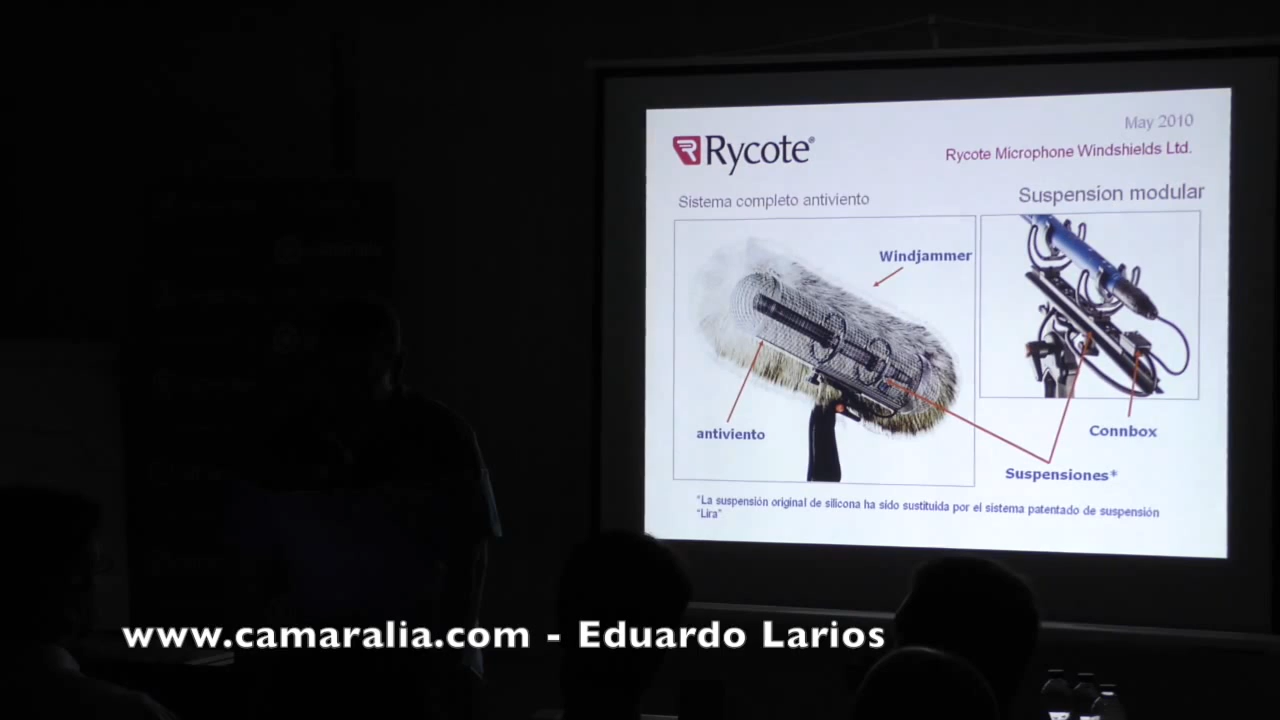 May 2010
Rycote®
Rycote Microphone Windshields Ltd.
Sistema completo antiviento
Suspension modular
Windjammer
antiviento
Connbox
Suspensiones*
*La suspensión original de silicona ha sido sustituida por el sistema patentado de suspensión
"Lira"
www.camaralia.com - Eduardo Larios